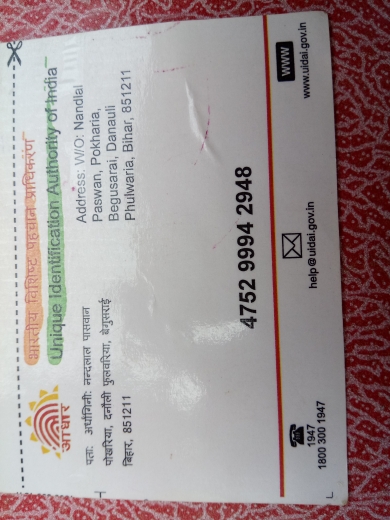 भारतीय विशिष्ट पहचान प्राधिकरण
Unique Identification Authority of India
आधार
पता: अर्धांगिनी: नन्दलाल पासवान
पोखरिया, दनौली फुलवरिया, बेगुसराई
बिहार, 851211
Address: W/O: Nandlal
Paswan, Pokharia,
Begusarai, Danauli
Phulwaria, Bihar, 851211
4752 9994 2948
1947
1800 300 1947
help@uidai.gov.in
WWW
www.uidai.gov.in